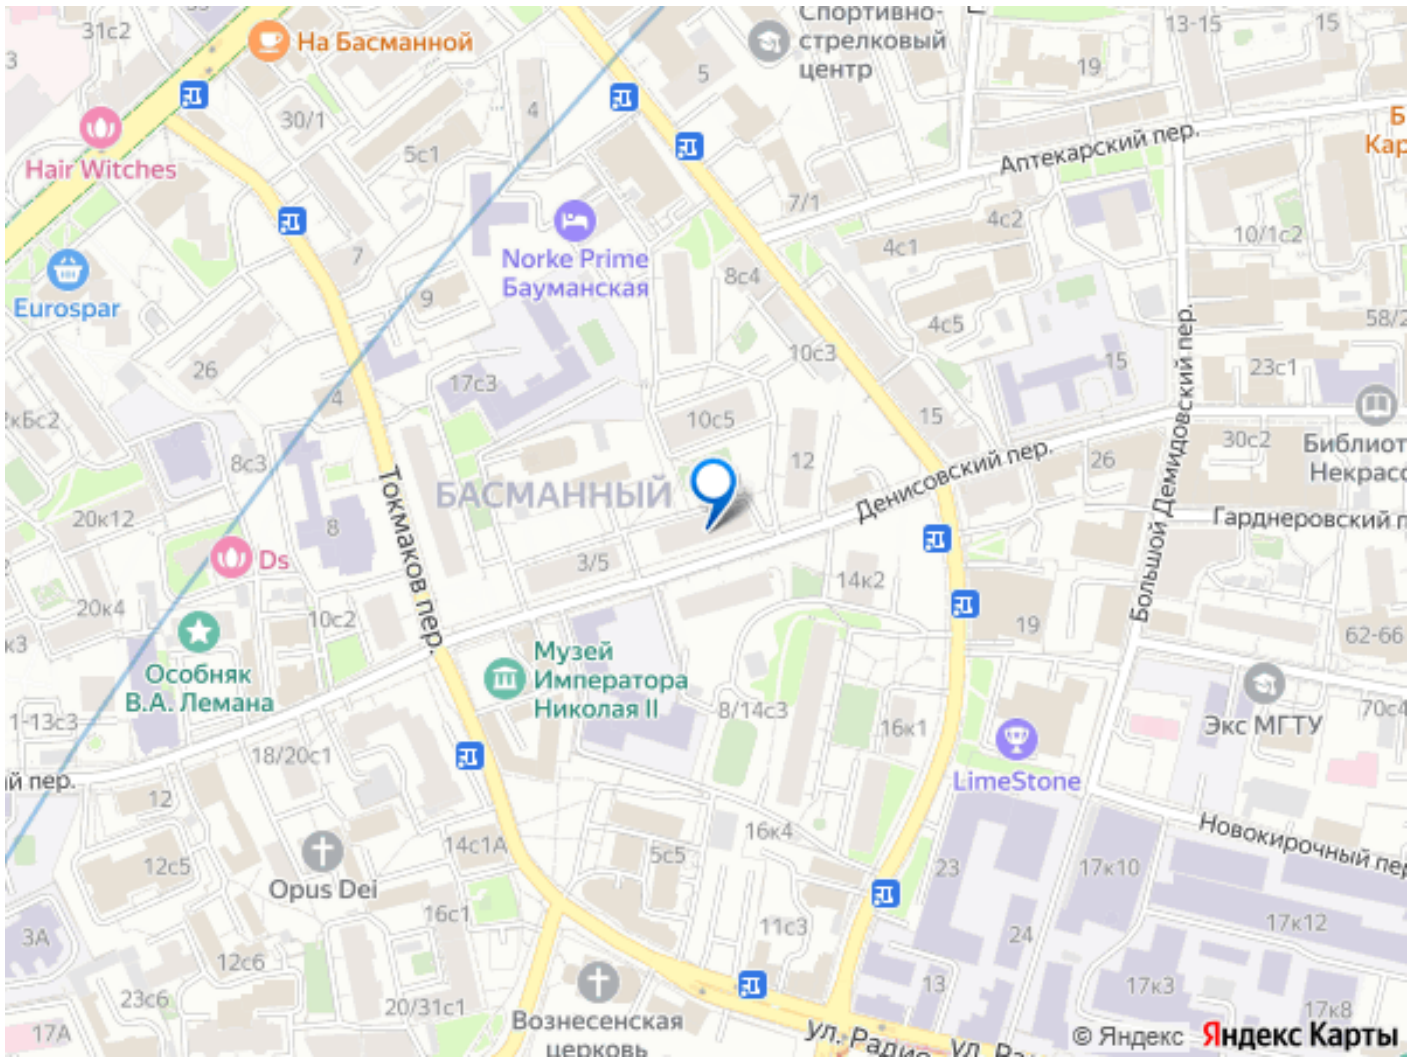 31с2
На Басманной
Спортивно-
стрелковый
центр
13-15
15
19
3
5
4
30/1
5с1
Hair Witches
Аптекарский пер.
7/1
4с2
4с1
10/1с2
7
Norke Prime
Бауманская
8с4
Eurospar
9
4с5
58/2
10с3
15
26
17с3
23с1
4
10с5
15
8с3
12
Денисовский пер.
26
30с2
Большой Демидовский пер.
БАСМАННЫЙ
Токмаков пер.
20к12
8
Ds
3/5
14к2
20к4
10с2
19
62-66
Особняк
В.А. Лемана
Музей
Императора
Николая II
8/14с3
16к1
Экс МГТУ
70с4
1-13с3
18/20с1
LimeStone
й пер.
12
14с1А
16к4
5с5
Новокирочный пер
12с5
Opus Dei
23
17к10
16с1
11с3
17к12
3А
24
12с6
13
17к3
23с6
20/31с1
17к8
17А
Вознесенская
церковь
ул. Радио
ул. Ра
© Яндекс Яндекс Карты